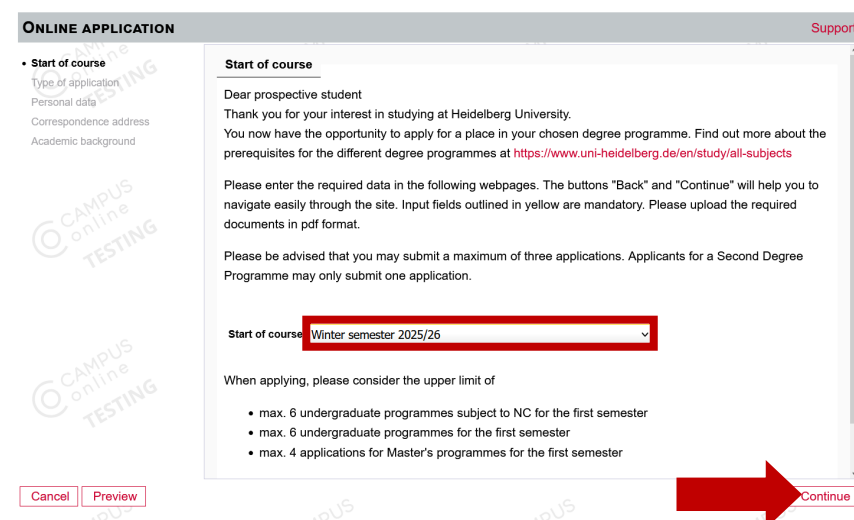 ONLINE APPLICATION
Support
• Start of course
Type of application
Personal data
Correspondence address
Academic background
Start of course
Dear prospective student
Thank you for your interest in studying at Heidelberg University.
You now have the opportunity to apply for a place in your chosen degree programme. Find out more about the
prerequisites for the different degree programmes at https://www.uni-heidelberg.de/en/study/all-subjects
Please enter the required data in the following webpages. The buttons "Back" and "Continue" will help you to
navigate easily through the site. Input fields outlined in yellow are mandatory. Please upload the required
documents in pdf format.
Please be advised that you may submit a maximum of three applications. Applicants for a Second Degree
Programme may only submit one application.
Start of course Winter semester 2025/26
When applying, please consider the upper limit of
• max. 6 undergraduate programmes subject to NC for the first semester
• max. 6 undergraduate programmes for the first semester
• max. 4 applications for Master's programmes for the first semester
Cancel Preview Continue
CAMPUS
online
TESTING
CAMPUS
online
TESTING
CAMPUS
online
TESTING